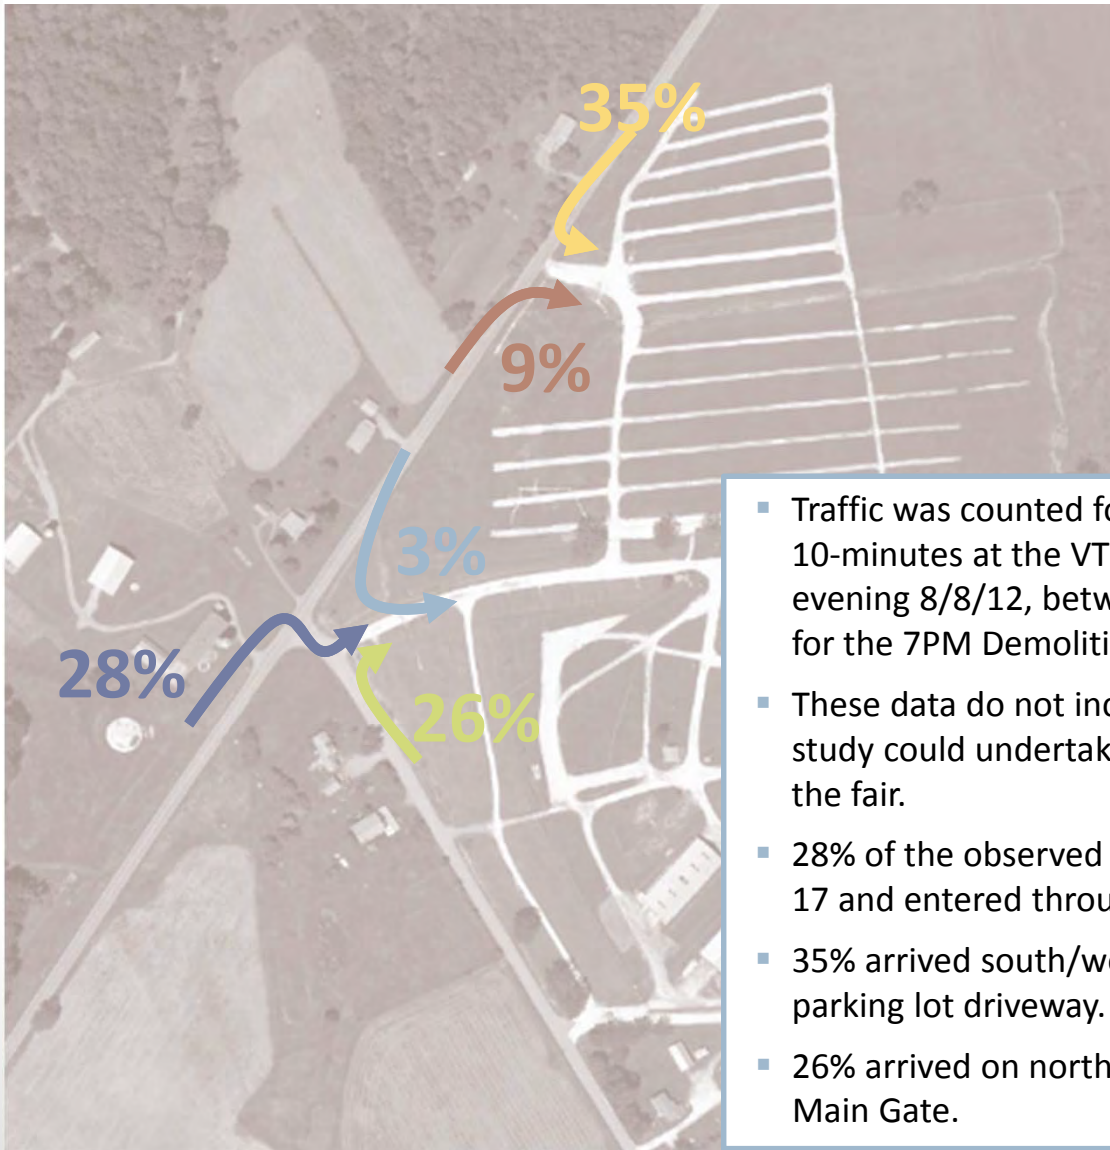 35%
9%
3%
28%
26%
▪ Traffic was counted fo
10-minutes at the VT
evening 8/8/12, betw
for the 7PM Demoliti
▪ These data do not inc
study could undertak
the fair.
▪ 28% of the observed
17 and entered throu
▪ 35% arrived south/we
parking lot driveway.
▪ 26% arrived on north
Main Gate.